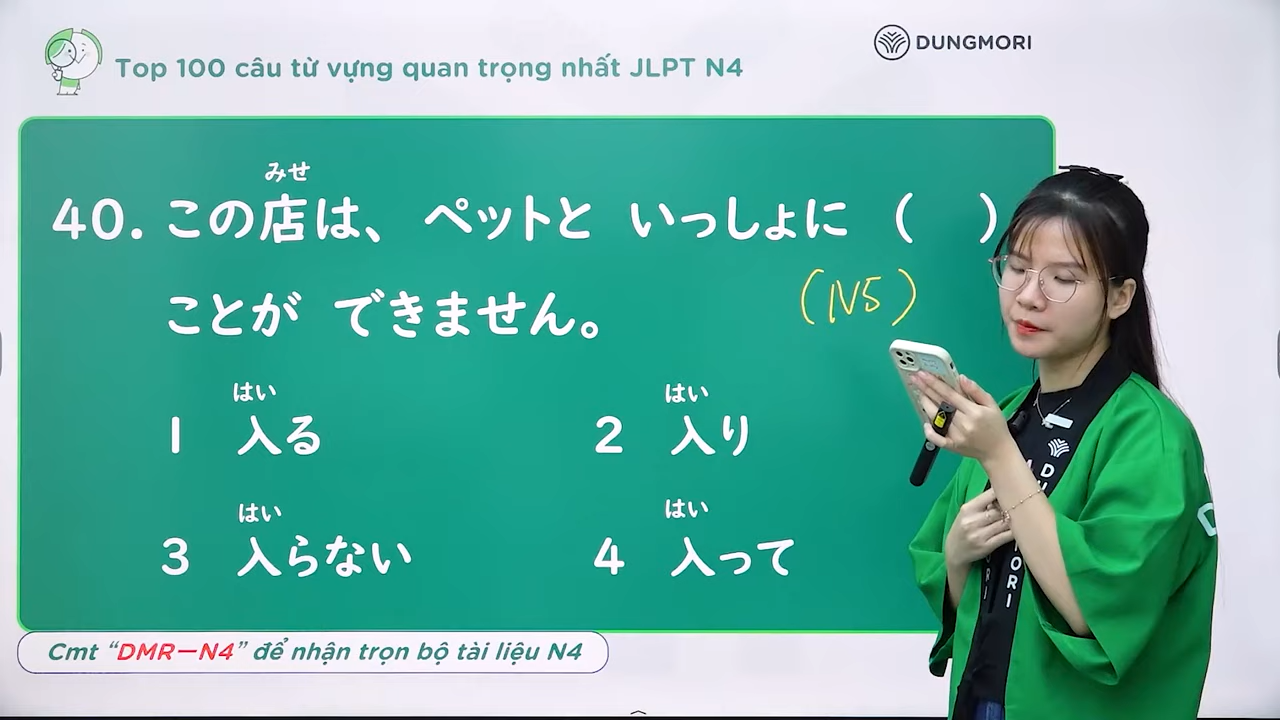 Top 100 câu từ vựng quan trọng nhất JLPT N4
DUNGMORI
みせ
40. この店は、 ペットと いっしょに ( )
ことが できません。
(N5)
はい
1 入る
はい
2 入り
はい
3 入らない
はい
4 入って
Cmt “DMR—N4” để nhận trọn bộ tài liệu N4